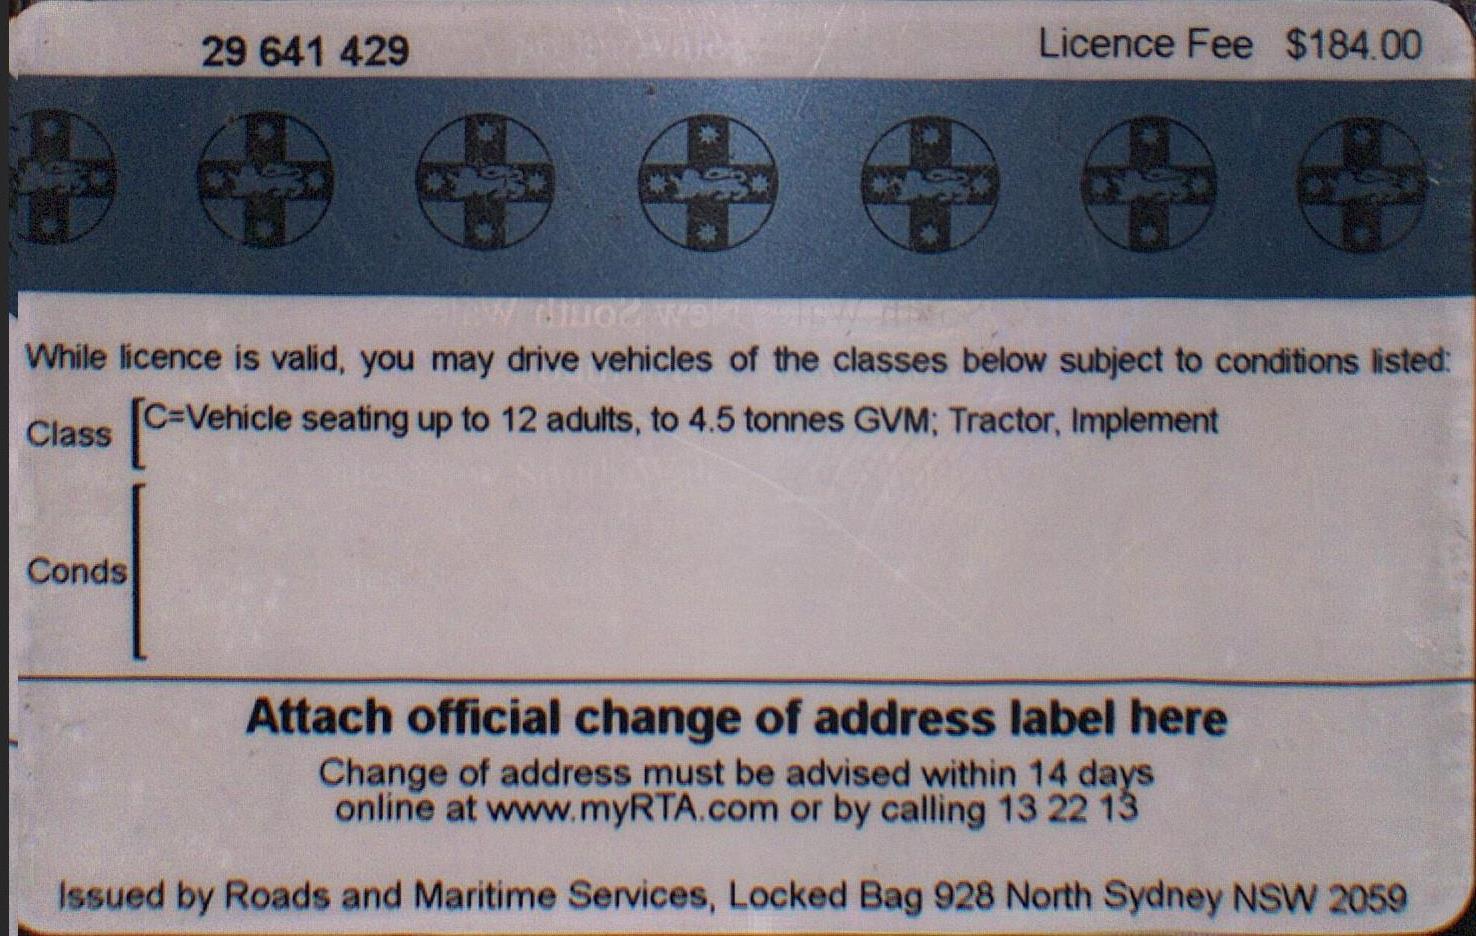 29 641 429 Licence Fee $184.00
While licence is valid, you may drive vehicles of the classes below subject to conditions listed:
Class [C=Vehicle seating up to 12 adults, to 4.5 tonnes GVM; Tractor, Implement
Conds [
Attach official change of address label here
Change of address must be advised within 14 days
online at www.myRTA.com or by calling 13 22 13
Issued by Roads and Maritime Services, Locked Bag 928 North Sydney NSW 2059